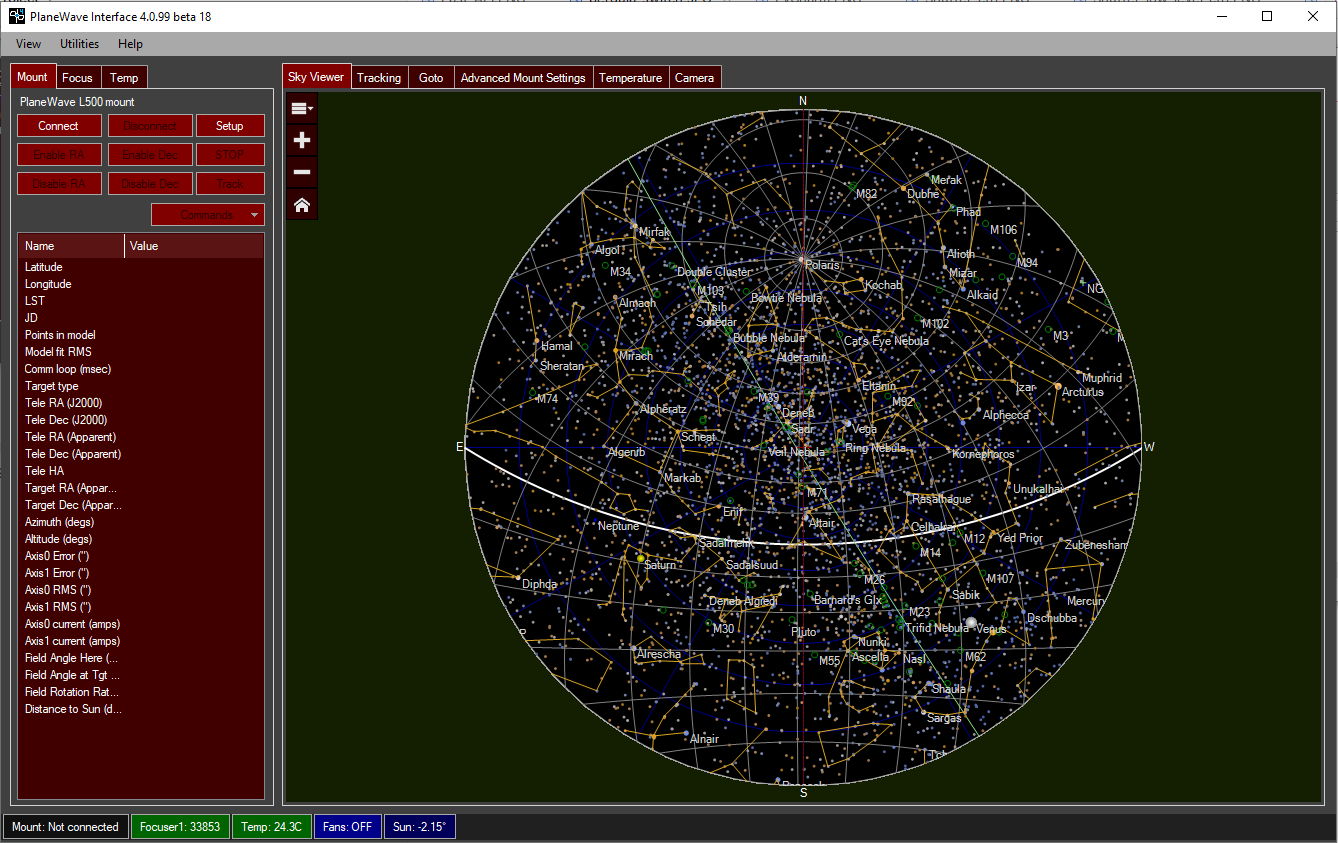 PlaneWave Interface 4.0.99 beta 18
View Utilities Help
Mount Focus Temp
Sky Viewer Tracking Goto Advanced Mount Settings Temperature Camera
PlaneWave L500 mount
Connect Disconnect Setup
Enable RA Enable Dec STOP
Disable RA Disable Dec Track
Commands
Name Value
Latitude
Longitude
LST
JD
Points in model
Model fit RMS
Comm loop (msec)
Target type
Tele RA (J2000)
Tele Dec (J2000)
Tele RA (Apparent)
Tele Dec (Apparent)
Tele HA
Target RA (Appar...
Target Dec (Appar...
Azimuth (degs)
Altitude (degs)
Axis0 Error (")
Axis1 Error (")
Axis0 RMS (")
Axis1 RMS (")
Axis0 current (amps)
Axis1 current (amps)
Field Angle Here (...
Field Angle at Tgt ...
Field Rotation Rat...
Distance to Sun (d...
N
Merak
M82
Dubhe
Phad
M106
Mirfak
Algol
Alioth
M94
Polaris
M34
Double Cluster
Mizar
Kochab
NG
M103
Bowtie Nebula
Alkaid
Almach
Tsih
Schedar
M102
M3
Bubble Nebula
Cat's Eye Nebula
M
Hamal
Mirach
Alderamin
Sheratan
Muphrid
Eltanin
Izar
Arcturus
M74
M39
M92
Alpheratz
Deneb
Alphecca
Sadr
Vega
Scheat
E
Algenib
Veil Nebula
Ring Nebula
Kornephoros
W
Markab
M71
Unukalhai
Rasalhague
Enif
Neptune
Altair
Celbalrai
Sadalmelik
M12
Yed Prior
Zubenesham
M14
Saturn
Sadalsuud
Diphda
M26
M107
Deneb Algiedi
Barnard's Glx
Sabik
Mercury
M23
Dschubba
M30
Pluto
Trifid Nebula
Venus
Nunki
Alrescha
M55
Ascella
Nasl
M62
Shaula
Sargas
Alnair
S
Mount: Not connected Focuser1: 33853 Temp: 24.3C Fans: OFF Sun: -2.15°